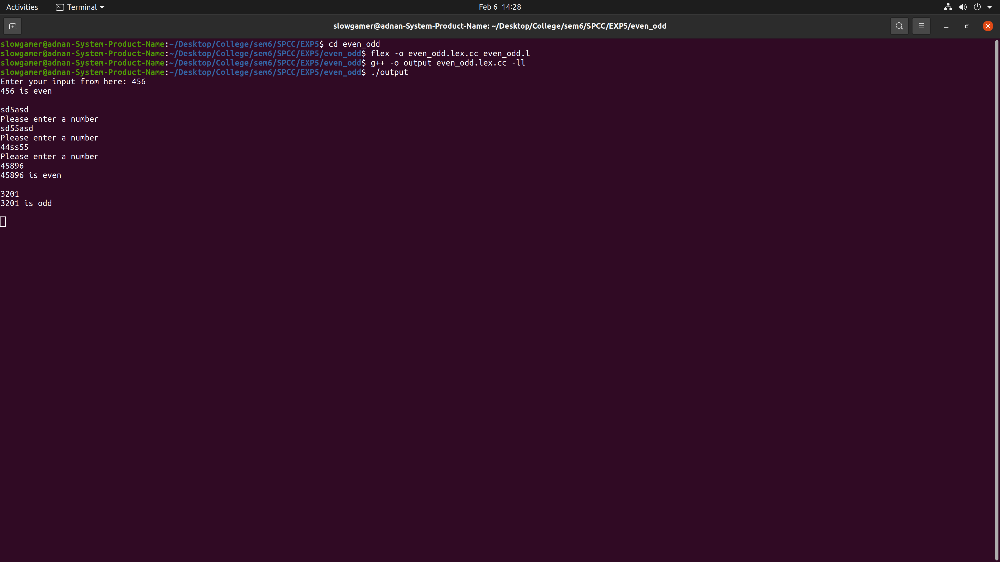 Activities Terminal Feb 6 14:28
slowgamer@adnan-System-Product-Name: ~/Desktop/College/sem6/SPCC/EXP5/even_odd
slowgamer@adnan-System-Product-Name:~/Desktop/College/sem6/SPCC/EXP5$ cd even_odd
slowgamer@adnan-System-Product-Name:~/Desktop/College/sem6/SPCC/EXP5/even_odd$ flex -o even_odd.lex.cc even_odd.l
slowgamer@adnan-System-Product-Name:~/Desktop/College/sem6/SPCC/EXP5/even_odd$ g++ -o output even_odd.lex.cc -ll
slowgamer@adnan-System-Product-Name:~/Desktop/College/sem6/SPCC/EXP5/even_odd$ ./output
Enter your input from here: 456
456 is even
sd5asd
Please enter a number
sd55asd
Please enter a number
44ss55
Please enter a number
45896
45896 is even
3201
3201 is odd